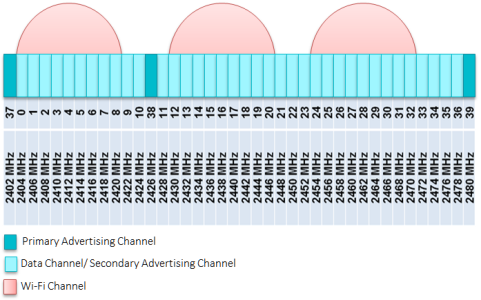 37 0 1 2 3 4 5 6 7 8 9 10 38 11 12 13 14 15 16 17 18 19 20 21 22 23 24 25 26 27 28 29 30 31 32 33 34 35 36 39
2402 MHz 2404 MHz 2406 MHz 2408 MHz 2410 MHz 2412 MHz 2414 MHz 2416 MHz 2418 MHz 2420 MHz 2422 MHz 2424 MHz 2426 MHz 2428 MHz 2430 MHz 2432 MHz 2434 MHz 2436 MHz 2438 MHz 2440 MHz 2442 MHz 2444 MHz 2446 MHz 2448 MHz 2450 MHz 2452 MHz 2454 MHz 2456 MHz 2458 MHz 2460 MHz 2462 MHz 2464 MHz 2466 MHz 2468 MHz 2470 MHz 2472 MHz 2474 MHz 2476 MHz 2478 MHz 2480 MHz
Primary Advertising Channel
Data Channel/ Secondary Advertising Channel
Wi-Fi Channel